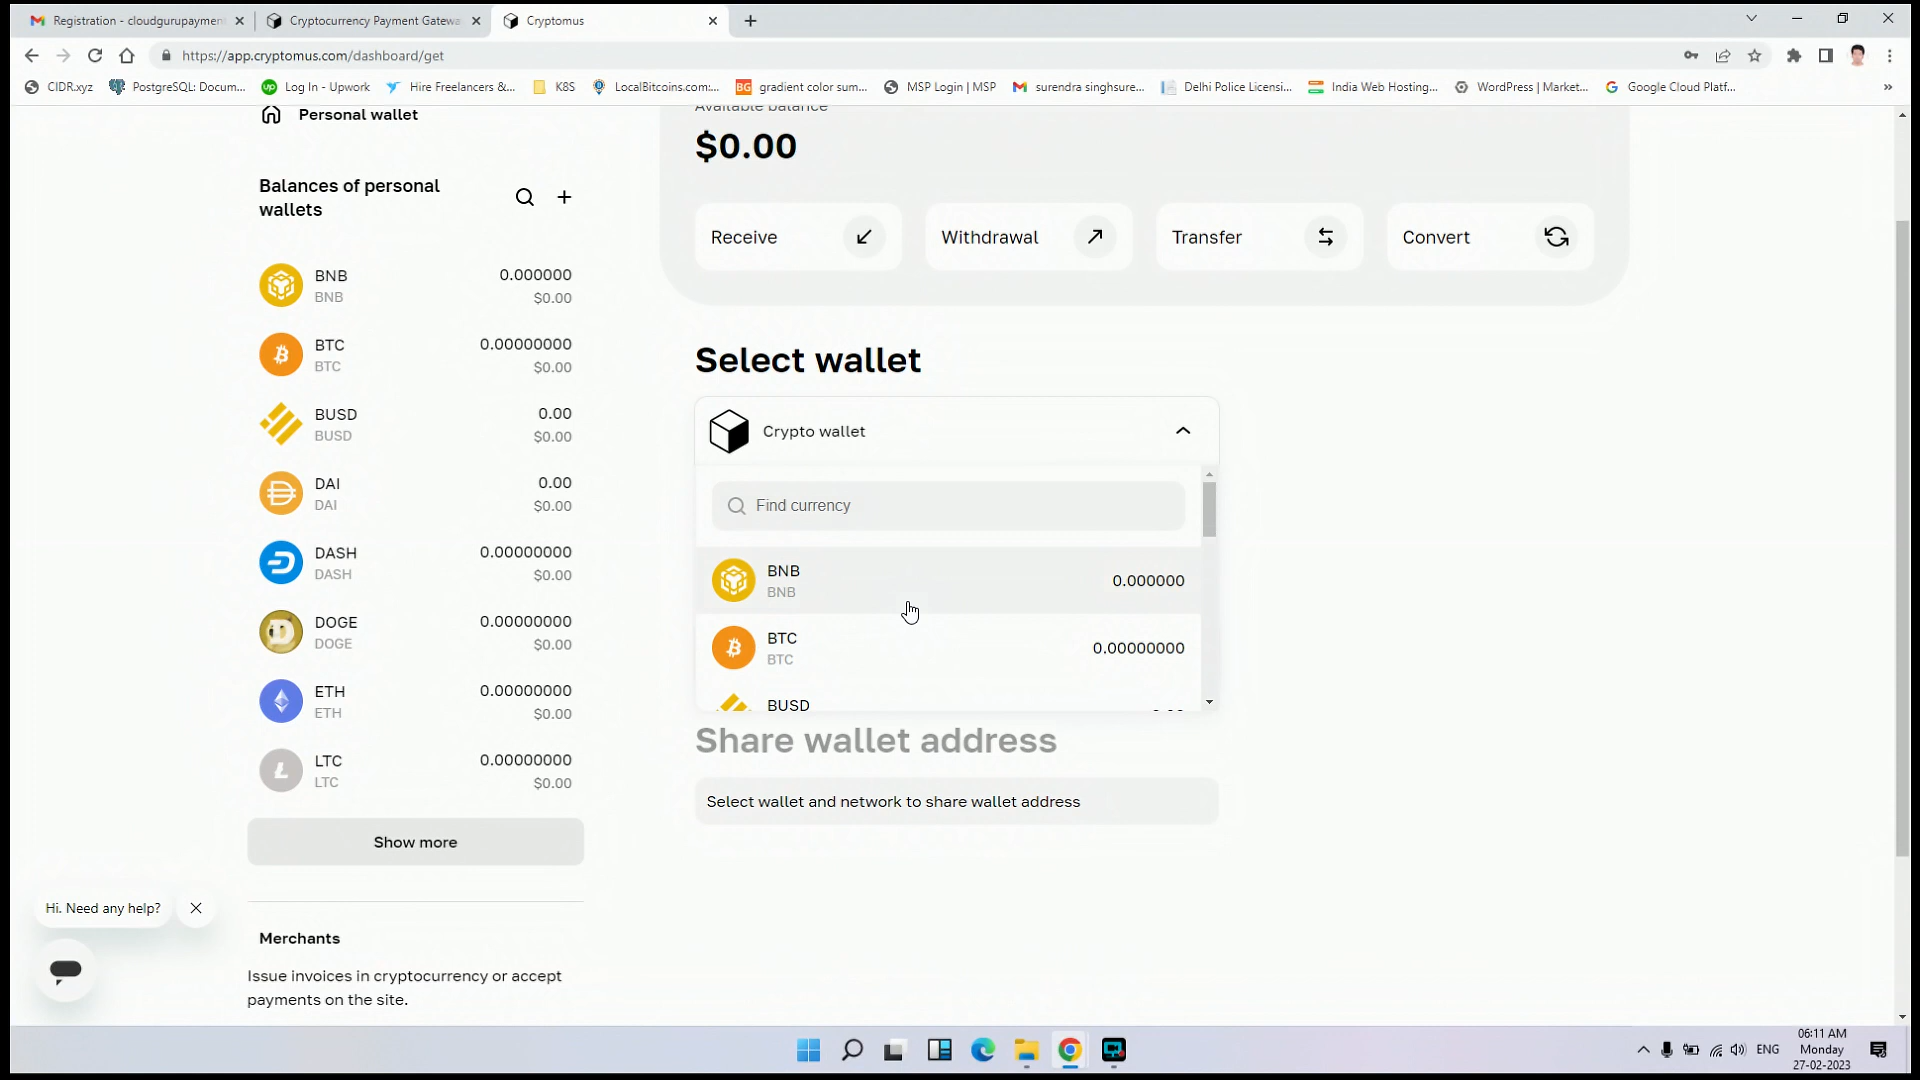 Registration - cloudgurupayment
Cryptocurrency Payment Gatewa
Cryptomus
https://app.cryptomus.com/dashboard/get
CIDR.xyz
PostgreSQL: Docum...
Log In - Upwork
Hire Freelancers &...
K8S
LocalBitcoins.com:...
BG
gradient color sum...
MSP Login | MSP
surendra singhsure...
Delhi Police Licensi...
India Web Hosting...
WordPress | Market...
Google Cloud Platf...
»
Personal wallet
Balances of personal
wallets
BNB 0.000000
BNB $0.00
BTC 0.00000000
BTC $0.00
BUSD 0.00
BUSD $0.00
DAI 0.00
DAI $0.00
DASH 0.00000000
DASH $0.00
DOGE 0.00000000
DOGE $0.00
ETH 0.00000000
ETH $0.00
LTC 0.00000000
LTC $0.00
Show more
Merchants
Issue invoices in cryptocurrency or accept
payments on the site.
Hi. Need any help?
Available balance
$0.00
Receive
Withdrawal
Transfer
Convert
Select wallet
Crypto wallet
Find currency
BNB
BNB
0.000000
BTC
BTC
0.00000000
BUSD
Share wallet address
Select wallet and network to share wallet address
ENG
06:11 AM
Monday
27-02-2023